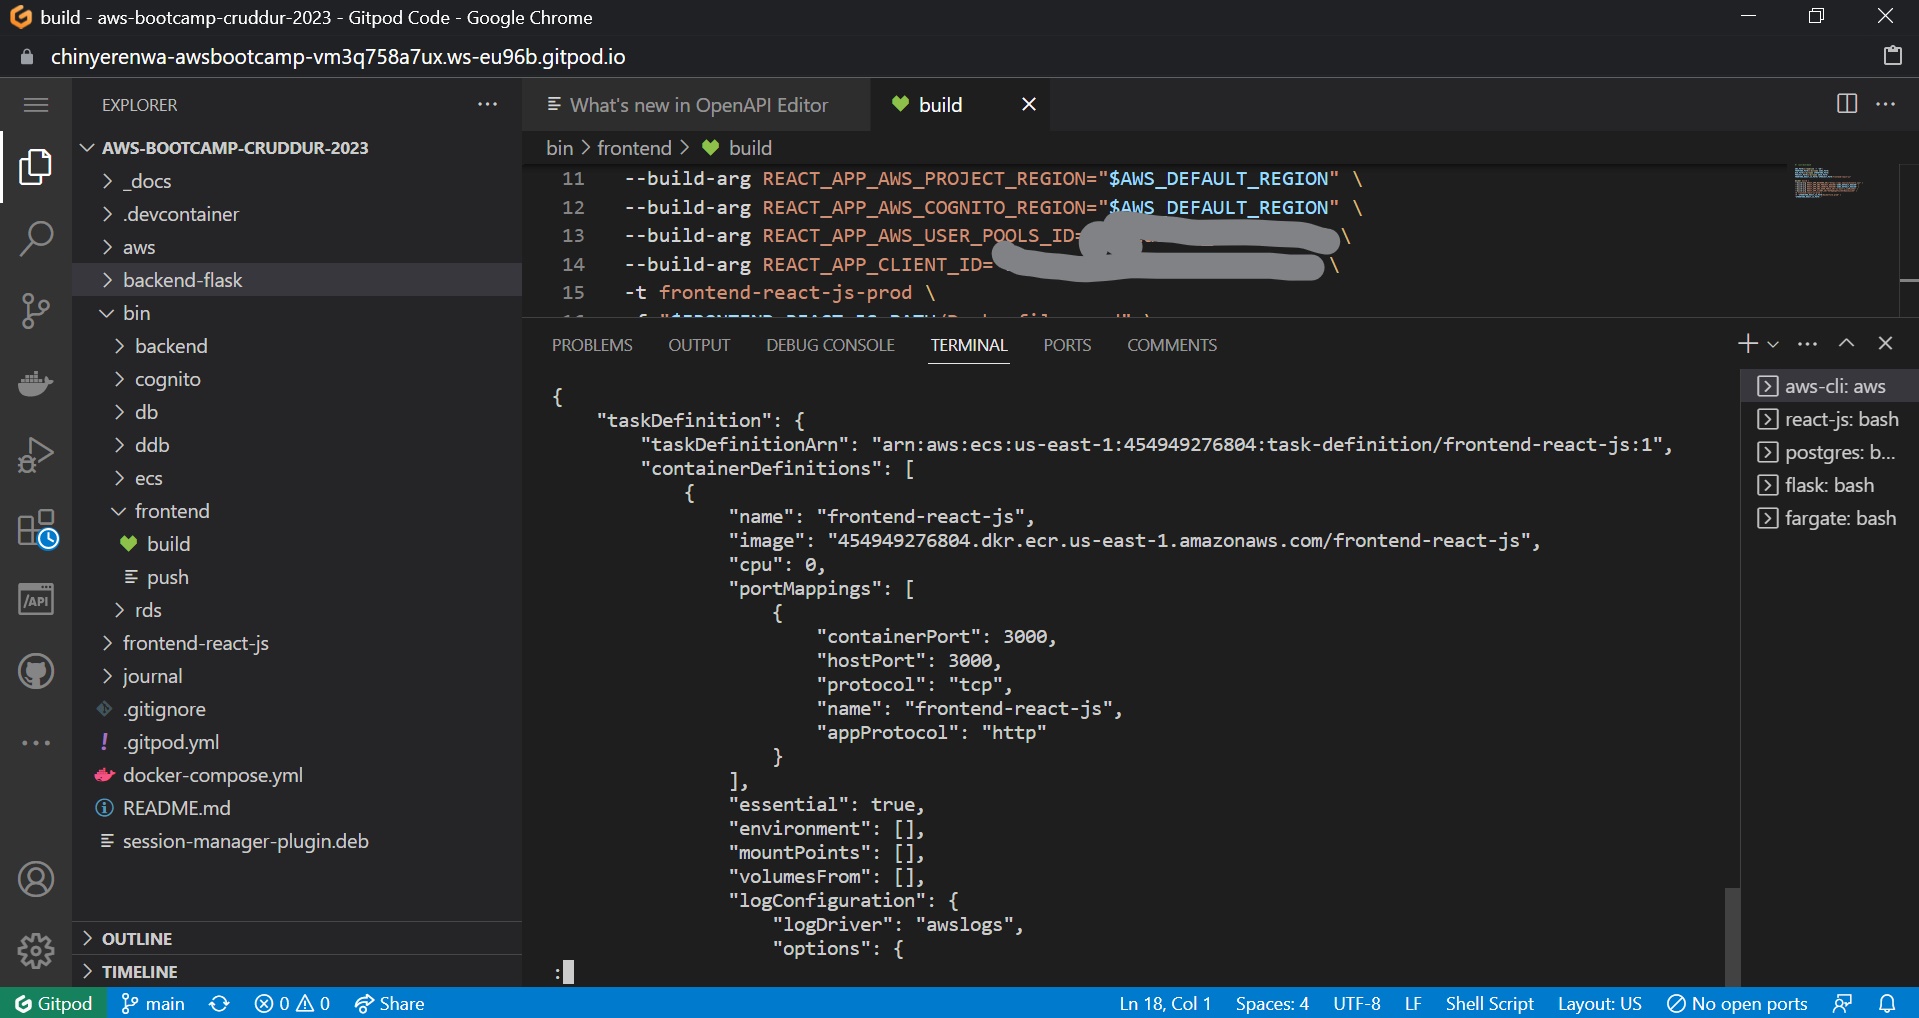 build - aws-bootcamp-cruddur-2023 - Gitpod Code - Google Chrome
chinyerenwa-awsbootcamp-vm3q758a7ux.ws-eu96b.gitpod.io
EXPLORER
AWS-BOOTCAMP-CRUDDUR-2023
_docs
.devcontainer
aws
backend-flask
bin
backend
cognito
db
ddb
ecs
frontend
build
push
rds
frontend-react-js
journal
.gitignore
.gitpod.yml
docker-compose.yml
README.md
session-manager-plugin.deb
OUTLINE
TIMELINE
/API
What's new in OpenAPI Editor
build
bin > frontend > build
11 --build-arg REACT_APP_AWS_PROJECT_REGION="$AWS_DEFAULT_REGION" \
12 --build-arg REACT_APP_AWS_COGNITO_REGION="$AWS_DEFAULT_REGION" \
13 --build-arg REACT_APP_AWS_USER_POOLS_ID= \
14 --build-arg REACT_APP_CLIENT_ID= \
15 -t frontend-react-js-prod \
PROBLEMS OUTPUT DEBUG CONSOLE TERMINAL PORTS COMMENTS
{
"taskDefinition": {
"taskDefinitionArn": "arn:aws:ecs:us-east-1:454949276804:task-definition/frontend-react-js:1",
"containerDefinitions": [
{
"name": "frontend-react-js",
"image": "454949276804.dkr.ecr.us-east-1.amazonaws.com/frontend-react-js",
"cpu": 0,
"portMappings": [
{
"containerPort": 3000,
"hostPort": 3000,
"protocol": "tcp",
"name": "frontend-react-js",
"appProtocol": "http"
}
],
"essential": true,
"environment": [],
"mountPoints": [],
"volumesFrom": [],
"logConfiguration": {
"logDriver": "awslogs",
"options": {
:
aws-cli: aws
react-js: bash
postgres: b...
flask: bash
fargate: bash
Gitpod main 0 0 Share Ln 18, Col 1 Spaces: 4 UTF-8 LF Shell Script Layout: US No open ports